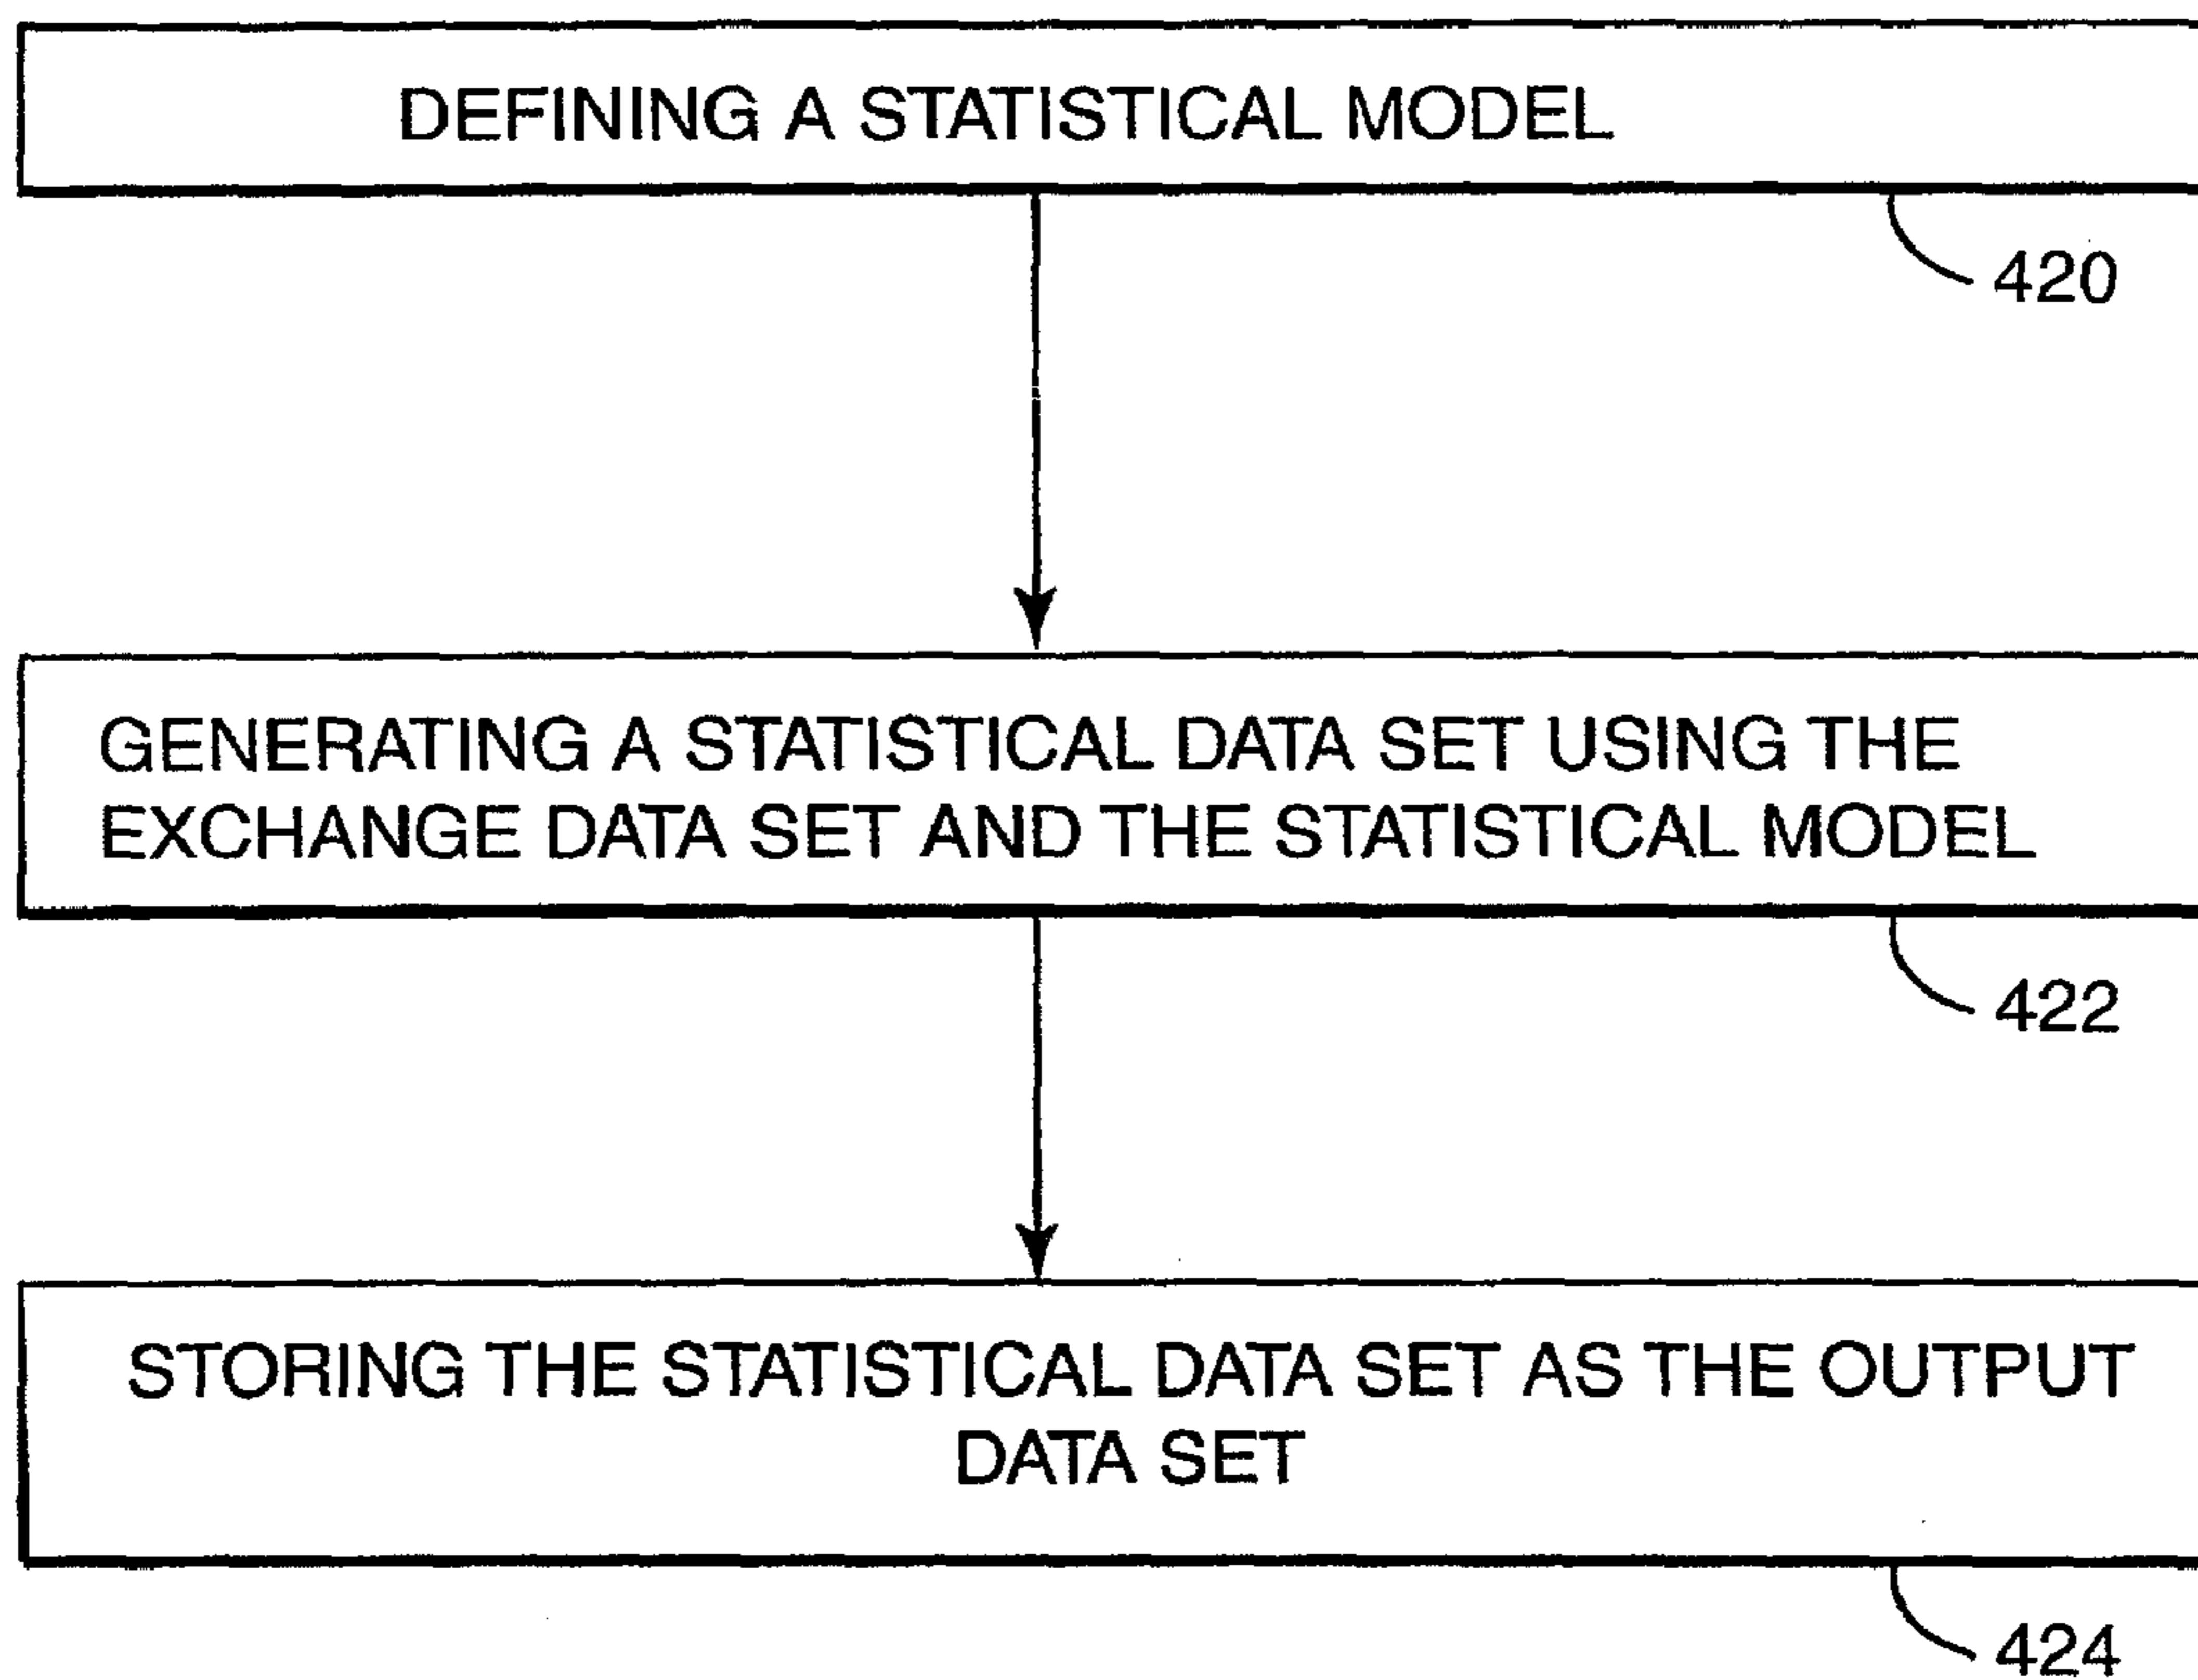 DEFINING A STATISTICAL MODEL
420
GENERATING A STATISTICAL DATA SET USING THE
EXCHANGE DATA SET AND THE STATISTICAL MODEL
422
STORING THE STATISTICAL DATA SET AS THE OUTPUT
DATA SET
424